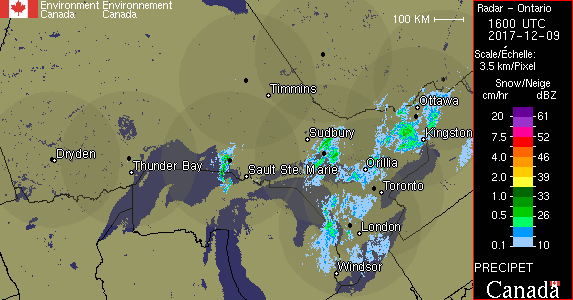 Environment Environnement
Canada Canada
100 KM
Timmins
Ottawa
Sudbury
Kingston
Dryden
Thunder Bay
Sault Ste. Marie
Orillia
Toronto
London
Windsor
Radar - Ontario
1600 UTC
2017-12-09
Scale/Échelle:
3.5 km/Pixel
Snow/Neige
cm/hr dBZ
20 61
7.5 52
4.0 46
2.0 39
1.0 33
0.5 26
0.1 10
PRECIPET
Canada